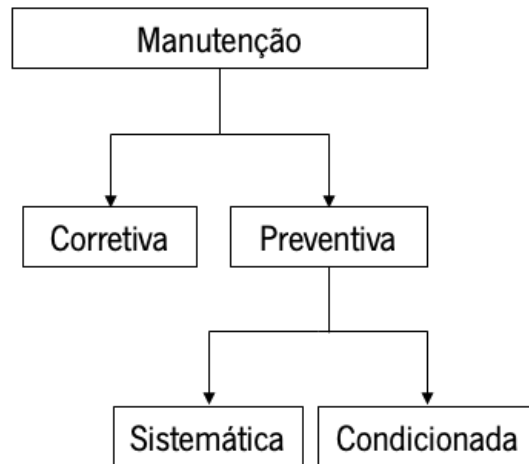 Manutenção
Corretiva
Preventiva
Sistemática
Condicionada